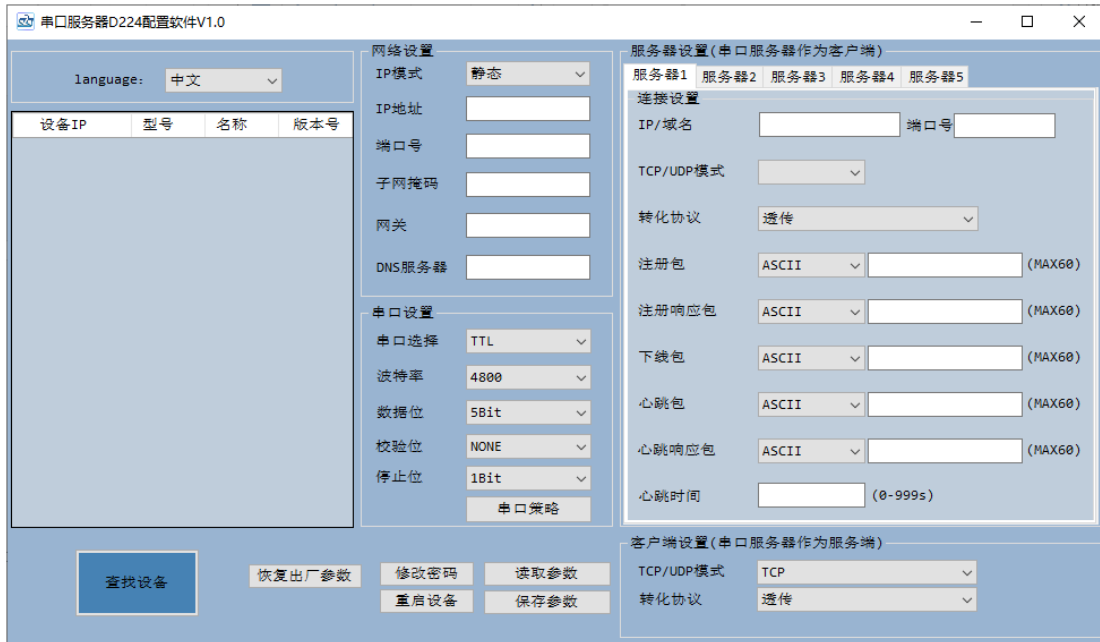 串口服务器D224配置软件V1.0
language: 中文
设备IP 型号 名称 版本号
网络设置
IP模式 静态
IP地址
端口号
子网掩码
网关
DNS服务器
串口设置
串口选择 TTL
波特率 4800
数据位 5Bit
校验位 NONE
停止位 1Bit
串口策略
服务器设置(串口服务器作为客户端)
服务器1 服务器2 服务器3 服务器4 服务器5
连接设置
IP/域名 端口号
TCP/UDP模式
转化协议 透传
注册包 ASCII (MAX60)
注册响应包 ASCII (MAX60)
下线包 ASCII (MAX60)
心跳包 ASCII (MAX60)
心跳响应包 ASCII (MAX60)
心跳时间 (0-999s)
客户端设置(串口服务器作为服务端)
TCP/UDP模式 TCP
转化协议 透传
查找设备
恢复出厂参数
修改密码 读取参数
重启设备 保存参数